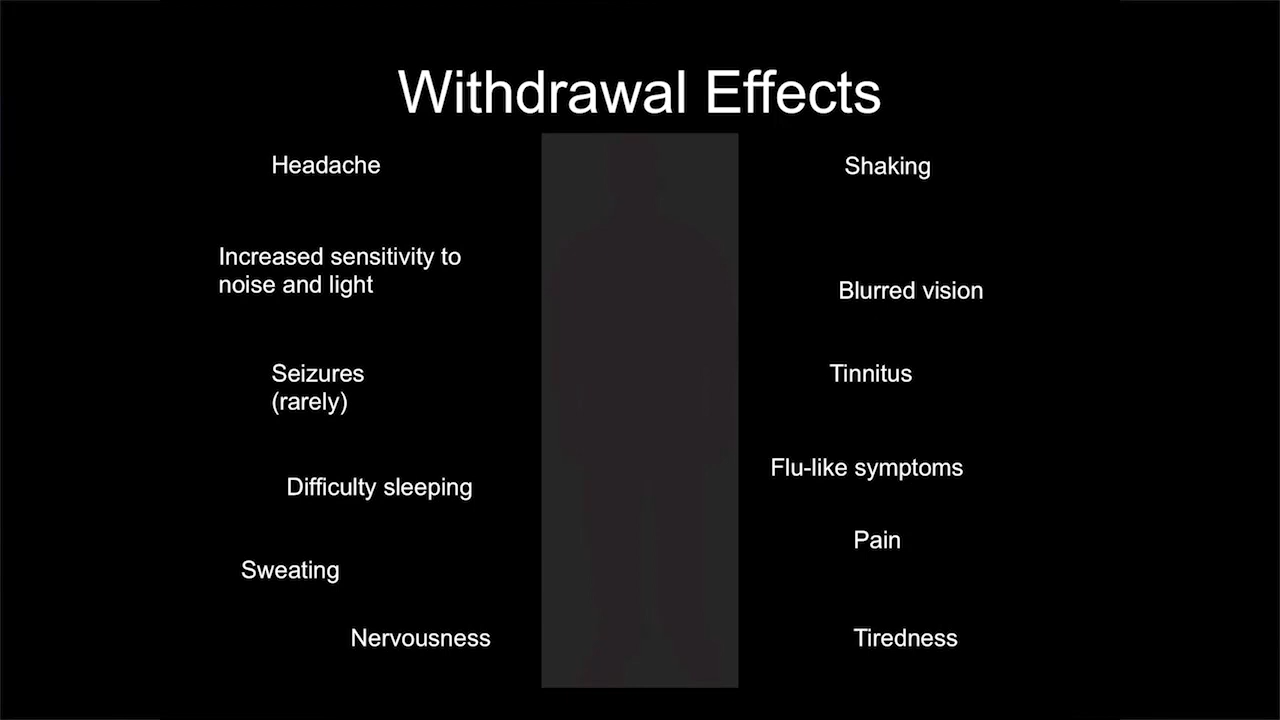 Withdrawal Effects
Headache
Increased sensitivity to
noise and light
Seizures
(rarely)
Difficulty sleeping
Sweating
Nervousness
Shaking
Blurred vision
Tinnitus
Flu-like symptoms
Pain
Tiredness